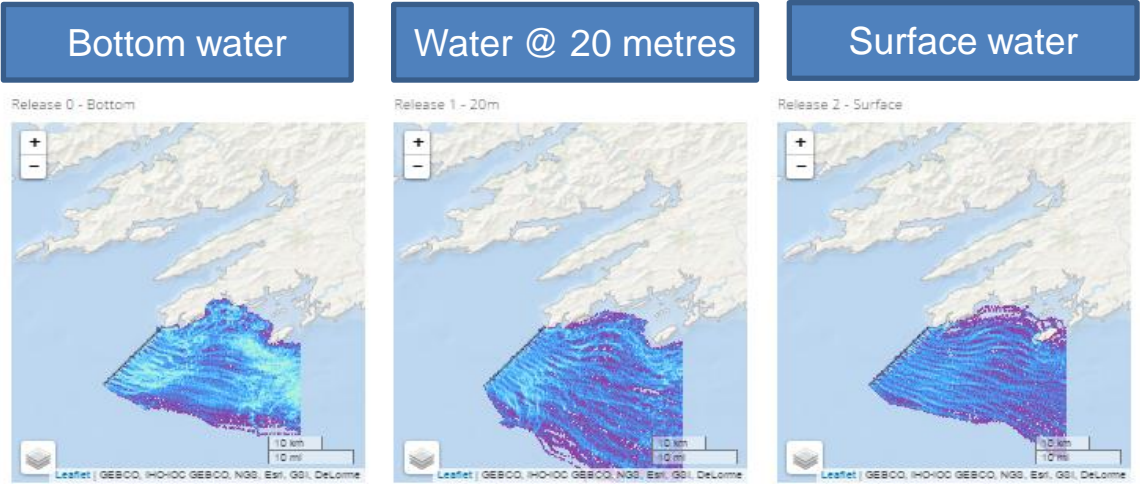 Bottom water
Water @ 20 metres
Surface water
Release 0 - Bottom
Release 1 - 20m
Release 2 - Surface
+
−
+
−
+
−
10 km
10 mi
10 km
10 mi
10 km
10 mi
Leaflet | GEBCO, IHO-IOC GEBCO, NGS, Esri, GSI, DeLorme
Leaflet | GEBCO, IHO-IOC GEBCO, NGS, Esri, GSI, DeLorme
Leaflet | GEBCO, IHO-IOC GEBCO, NGS, Esri, GSI, DeLorme